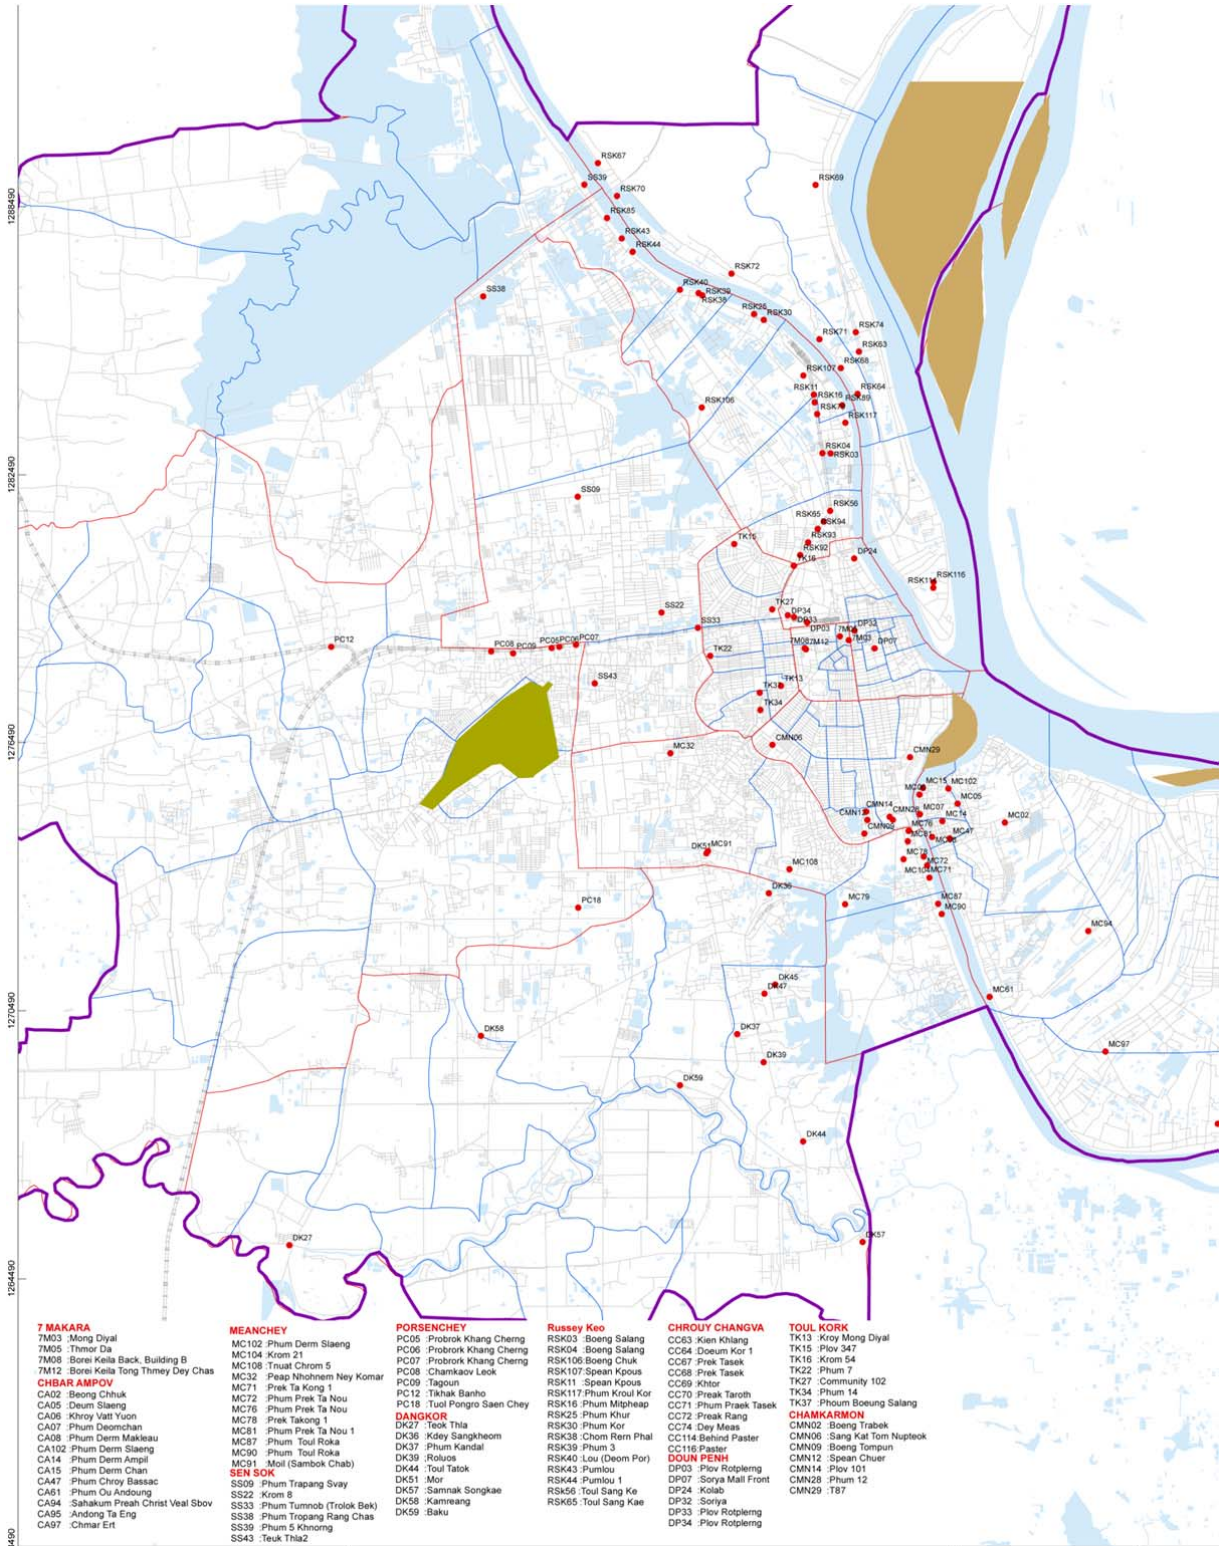 RSK67
SS39
RSK70
RSK69
RSK85
RSK43
RSK44
RSK72
SS38
RSK40
RSK39
RSK38
RSK25
RSK30
RSK71
RSK74
RSK63
RSK68
RSK107
RSK11
RSK16
RSK64
RSK89
RSK106
RSK117
RSK04
RSK03
SS09
RSK56
RSK65
RSK94
RSK93
RSK92
TK15
TK16
DP24
RSK116
SS22
TK27
DP34
DP33
DP03
SS33
DP32
7M03
DP07
7M08
7M12
PC12
PC08
PC09
PC05
PC06
PC07
TK22
SS43
TK13
TK34
CMN06
MC32
CMN29
MC15
MC102
MC05
MC07
MC14
MC02
CMN14
CMN12
CMN28
CMN09
MC76
MC81
MC47
MC78
MC72
MC104
MC71
DK51
MC91
MC108
DK36
MC79
MC87
MC90
PC18
MC94
DK45
DK47
MC61
DK58
DK37
DK39
MC97
DK59
DK44
DK27
DK57
1288490
1282490
1276490
1270490
1264490
7 MAKARA
7M03 :Mong Diyal
7M05 :Thmor Da
7M08 :Borei Keila Back, Building B
7M12 :Borei Keila Tong Thmey Dey Chas
CHBAR AMPOV
CA02 :Beong Chhuk
CA05 :Deum Slaeng
CA06 :Khroy Vatt Yuon
CA07 :Phum Deomchan
CA08 :Phum Derm Makleau
CA102 :Phum Derm Slaeng
CA14 :Phum Derm Ampil
CA15 :Phum Derm Chan
CA47 :Phum Chroy Bassac
CA61 :Phum Ou Andoung
CA94 :Sahakum Preah Christ Veal Sbov
CA95 :Andong Ta Eng
CA97 :Chmar Ert
MEANCHEY
MC102 :Phum Derm Slaeng
MC104 :Krom 21
MC108 :Truat Chrom 5
MC32 :Peap Nhohnem Ney Komar
MC71 :Prek Ta Kong 1
MC72 :Phum Prek Ta Nou
MC76 :Phum Prek Ta Nou
MC78 :Prek Takong 1
MC81 :Phum Prek Ta Nou 1
MC87 :Phum Toul Roka
MC90 :Phum Toul Roka
MC91 :Moil (Sambok Chab)
SEN SOK
SS09 :Phum Trapang Svay
SS22 :Krom 8
SS33 :Phum Tumnob (Trolok Bek)
SS38 :Phum Tropang Rang Chas
SS39 :Phum 5 Khnorng
SS43 :Teuk Thla2
PORSENCHEY
PC05 :Probrok Khang Cherng
PC06 :Probrork Khang Cherng
PC07 :Probrork Khang Cherng
PC08 :Chamkaov Leok
PC09 :Tagoun
PC12 :Tikhak Banho
PC18 :Tuol Pongro Saen Chey
DANGKOR
DK27 :Teok Thla
DK36 :Kdey Sangkheom
DK37 :Phum Kandal
DK39 :Roluos
DK44 :Toul Tatok
DK51 :Mor
DK57 :Samnak Songkae
DK58 :Kamreang
DK59 :Baku
Russey Keo
RSK03 :Boeng Salang
RSK04 :Boeng Salang
RSK106:Boeng Chuk
RSK107:Spean Kpous
RSK11 :Spean Kpous
RSK117:Phum Kroul Kor
RSK16 :Phum Mitpheap
RSK25 :Phum Khur
RSK30 :Phum Kor
RSK38 :Chom Rern Phal
RSK39 :Phum 3
RSK40 :Lou (Deom Por)
RSK43 :Pumlou
RSK44 :Pumlou 1
RSk56 :Toul Sang Ke
RSK65 :Toul Sang Kae
CHROUY CHANGVA
CC63 :Kien Khlang
CC64 :Doeum Kor 1
CC67 :Prek Tasek
CC68 :Prek Tasek
CC69 :Khtor
CC70 :Preak Taroth
CC71 :Phum Praek Tasek
CC72 :Preak Rang
CC74 :Dey Meas
CC114:Behind Paster
CC116:Paster
DOUN PENH
DP03 :Plov Rotplerng
DP07 :Sorya Mall Front
DP24 :Kolab
DP32 :Soriya
DP33 :Plov Rotplerng
DP34 :Plov Rotplerng
TOUL KORK
TK13 :Kroy Mong Diyal
TK15 :Plov 347
TK16 :Krom 54
TK22 :Phum 7
TK27 :Community 102
TK34 :Phum 14
TK37 :Phoum Boeung Salang
CHAMKARMON
CMN02 :Boeng Trabek
CMN06 :Sang Kat Tom Nupteok
CMN09 :Boeng Tompun
CMN12 :Spean Chuer
CMN14 :Plov 101
CMN28 :Phum 12
CMN29 :T87